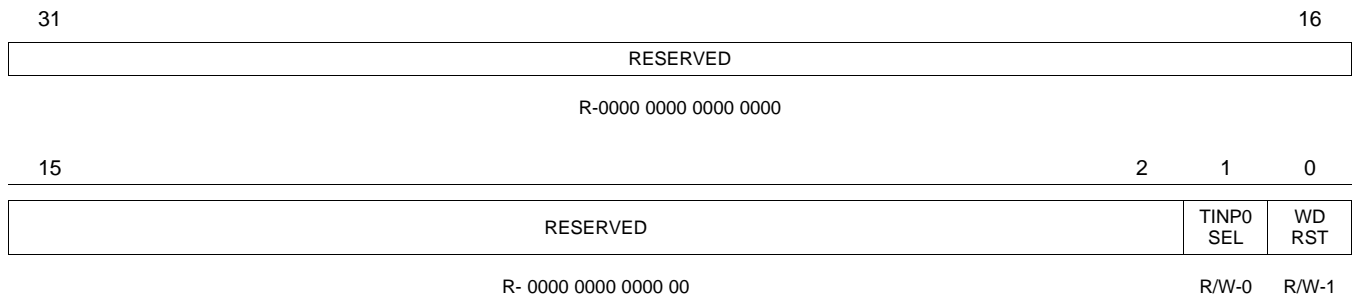 31 16
RESERVED
R-0000 0000 0000 0000
15 2 1 0
RESERVED TINP0 SEL WD RST
R- 0000 0000 0000 00 R/W-0 R/W-1